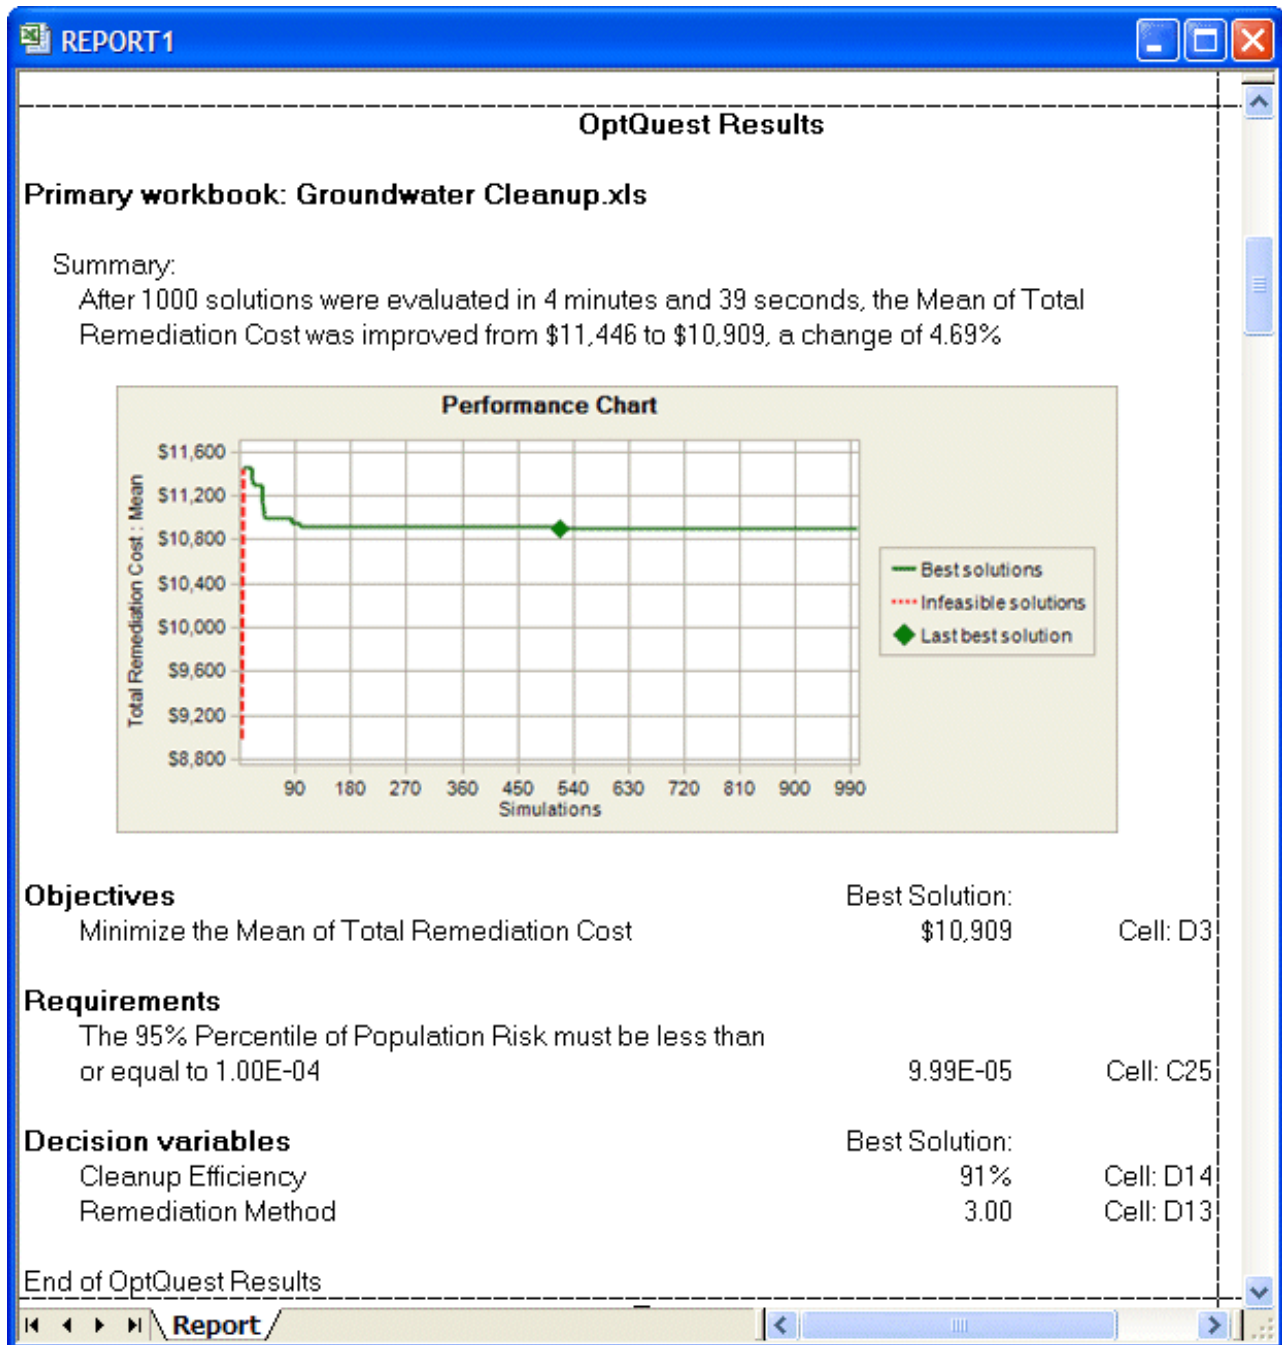 REPORT1
OptQuest Results
Primary workbook: Groundwater Cleanup.xls
Summary:
After 1000 solutions were evaluated in 4 minutes and 39 seconds, the Mean of Total
Remediation Cost was improved from $11,446 to $10,909, a change of 4.69%
Performance Chart
Total Remediation Cost : Mean
$11,600
$11,200
$10,800
$10,400
$10,000
$9,600
$9,200
$8,800
90 180 270 360 450 540 630 720 810 900 990
Simulations
Best solutions
Infeasible solutions
Last best solution
Objectives Best Solution:
Minimize the Mean of Total Remediation Cost $10,909 Cell: D3
Requirements
The 95% Percentile of Population Risk must be less than
or equal to 1.00E-04 9.99E-05 Cell: C25
Decision variables Best Solution:
Cleanup Efficiency 91% Cell: D14
Remediation Method 3.00 Cell: D13
End of OptQuest Results
Report